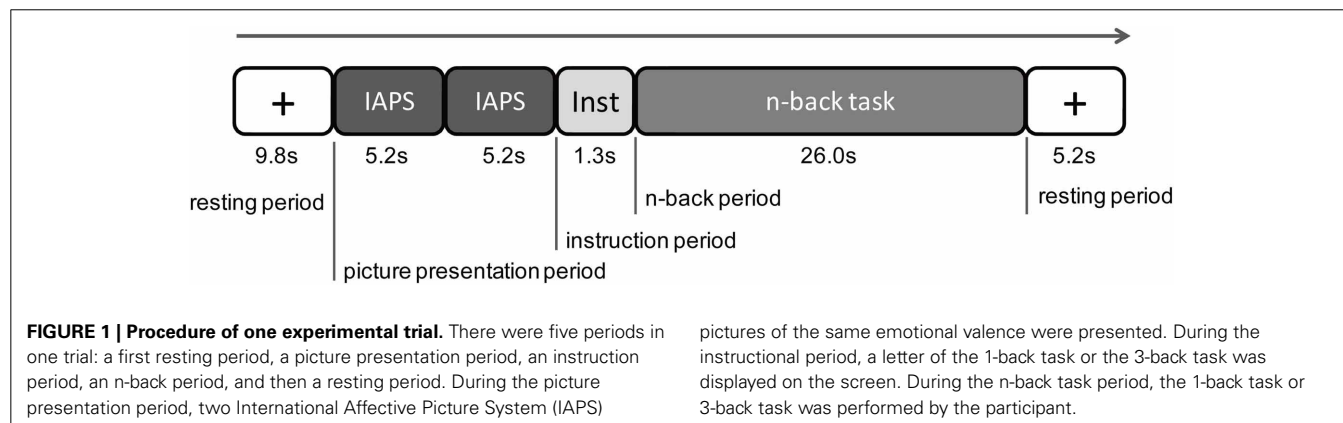 + IAPS IAPS Inst n-back task +
9.8s 5.2s 5.2s 1.3s 26.0s 5.2s
resting period
n-back period
resting period
instruction period
picture presentation period
FIGURE 1 | Procedure of one experimental trial. There were five periods in
one trial: a first resting period, a picture presentation period, an instruction
period, an n-back period, and then a resting period. During the picture
presentation period, two International Affective Picture System (IAPS)
pictures of the same emotional valence were presented. During the
instructional period, a letter of the 1-back task or the 3-back task was
displayed on the screen. During the n-back task period, the 1-back task or
3-back task was performed by the participant.